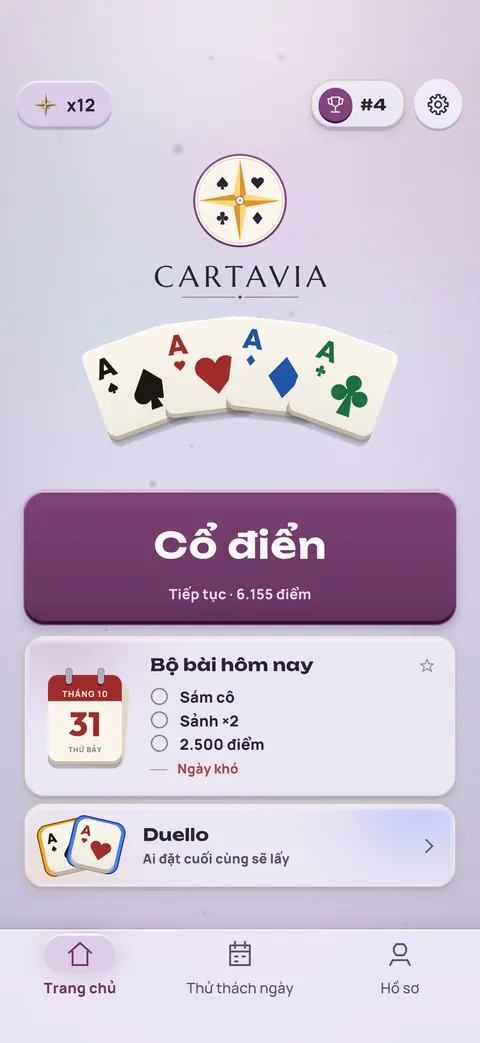 x12
#4
CARTAVIA
A
A
A
A
Cổ điển
Tiếp tục · 6.155 điểm
Bộ bài hôm nay
THÁNG 10
31
THỨ BẢY
Sám cô
Sảnh ×2
2.500 điểm
Ngày khó
A
A
Duello
Ai đặt cuối cùng sẽ lấy
Trang chủ
Thử thách ngày
Hồ sơ